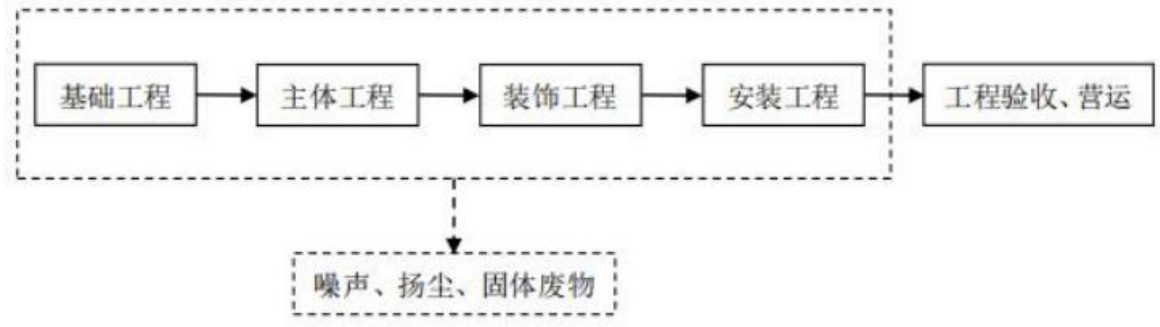 基础工程
主体工程
装饰工程
安装工程
工程验收、营运
噪声、扬尘、固体废物